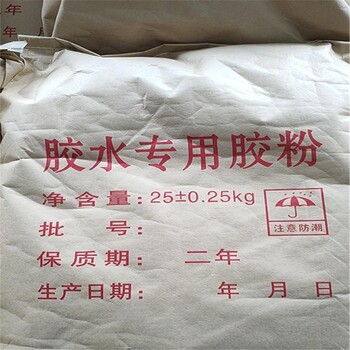 年
年
胶水专用胶粉
净含量:25±0.25kg
批号:
注意防潮
保质期: 二年
生产日期: 年 月 日